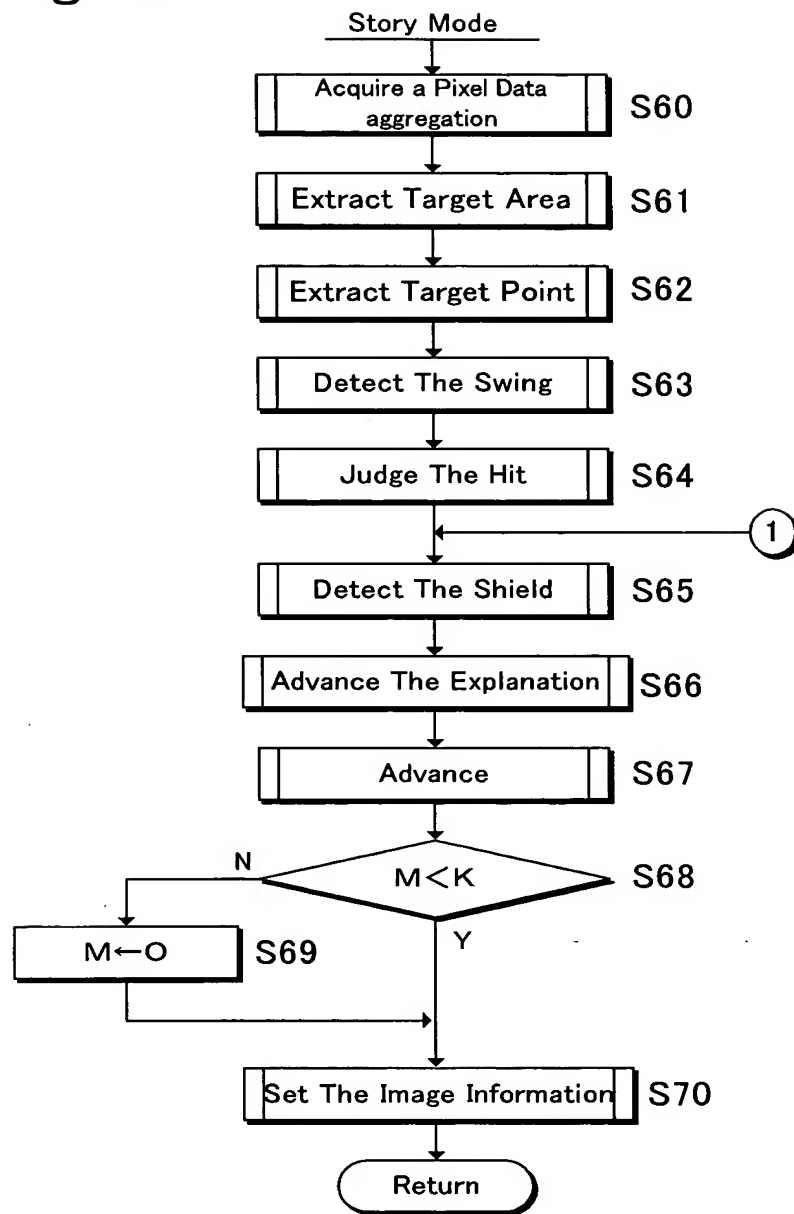 Story Mode
Acquire a Pixel Data
aggregation
S60
Extract Target Area
S61
Extract Target Point
S62
Detect The Swing
S63
Judge The Hit
S64
1
Detect The Shield
S65
Advance The Explanation
S66
Advance
S67
N
M<K
S68
Y
M←O
S69
Set The Image Information
S70
Return